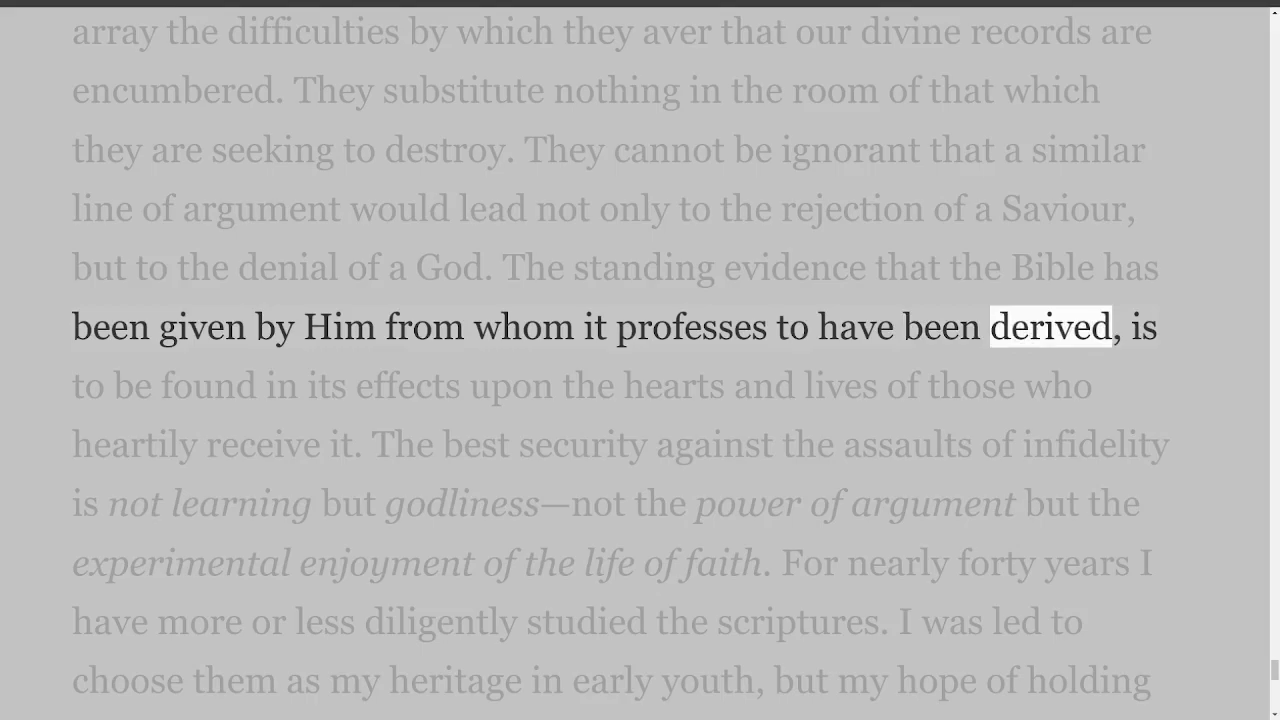 array the difficulties by which they aver that our divine records are
encumbered. They substitute nothing in the room of that which
they are seeking to destroy. They cannot be ignorant that a similar
line of argument would lead not only to the rejection of a Saviour,
but to the denial of a God. The standing evidence that the Bible has
been given by Him from whom it professes to have been derived, is
to be found in its effects upon the hearts and lives of those who
heartily receive it. The best security against the assaults of infidelity
is not learning but godliness—not the power of argument but the
experimental enjoyment of the life of faith. For nearly forty years I
have more or less diligently studied the scriptures. I was led to
choose them as my heritage in early youth, but my hope of holding